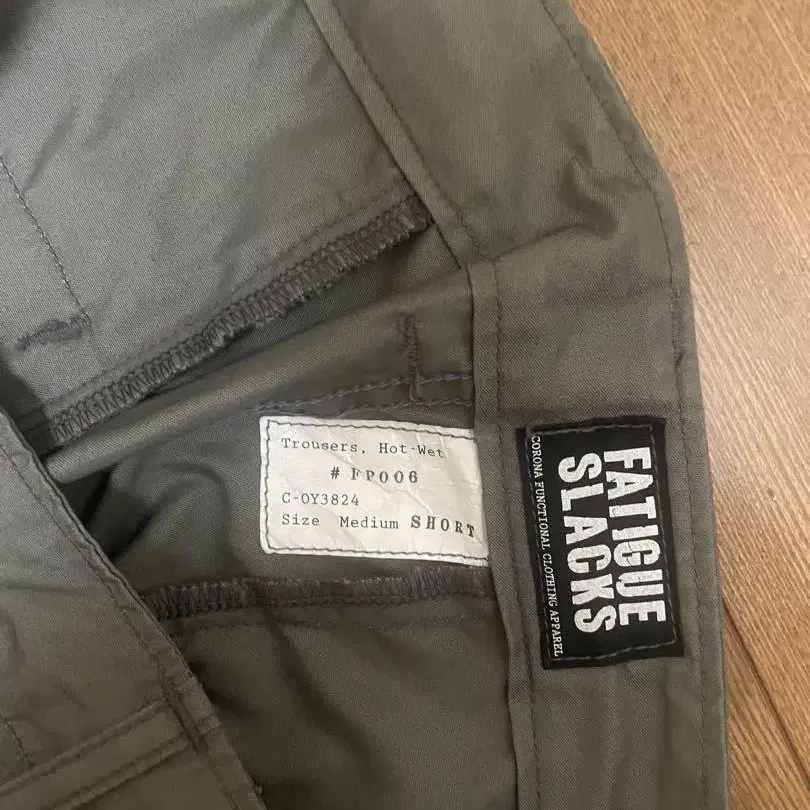 Trousers, Hot-Wet
# FP006
C-OY3824
Size Medium SHORT
FATIGUE
SLACKS
CORONA FUNCTIONAL CLOTHING APPAREL